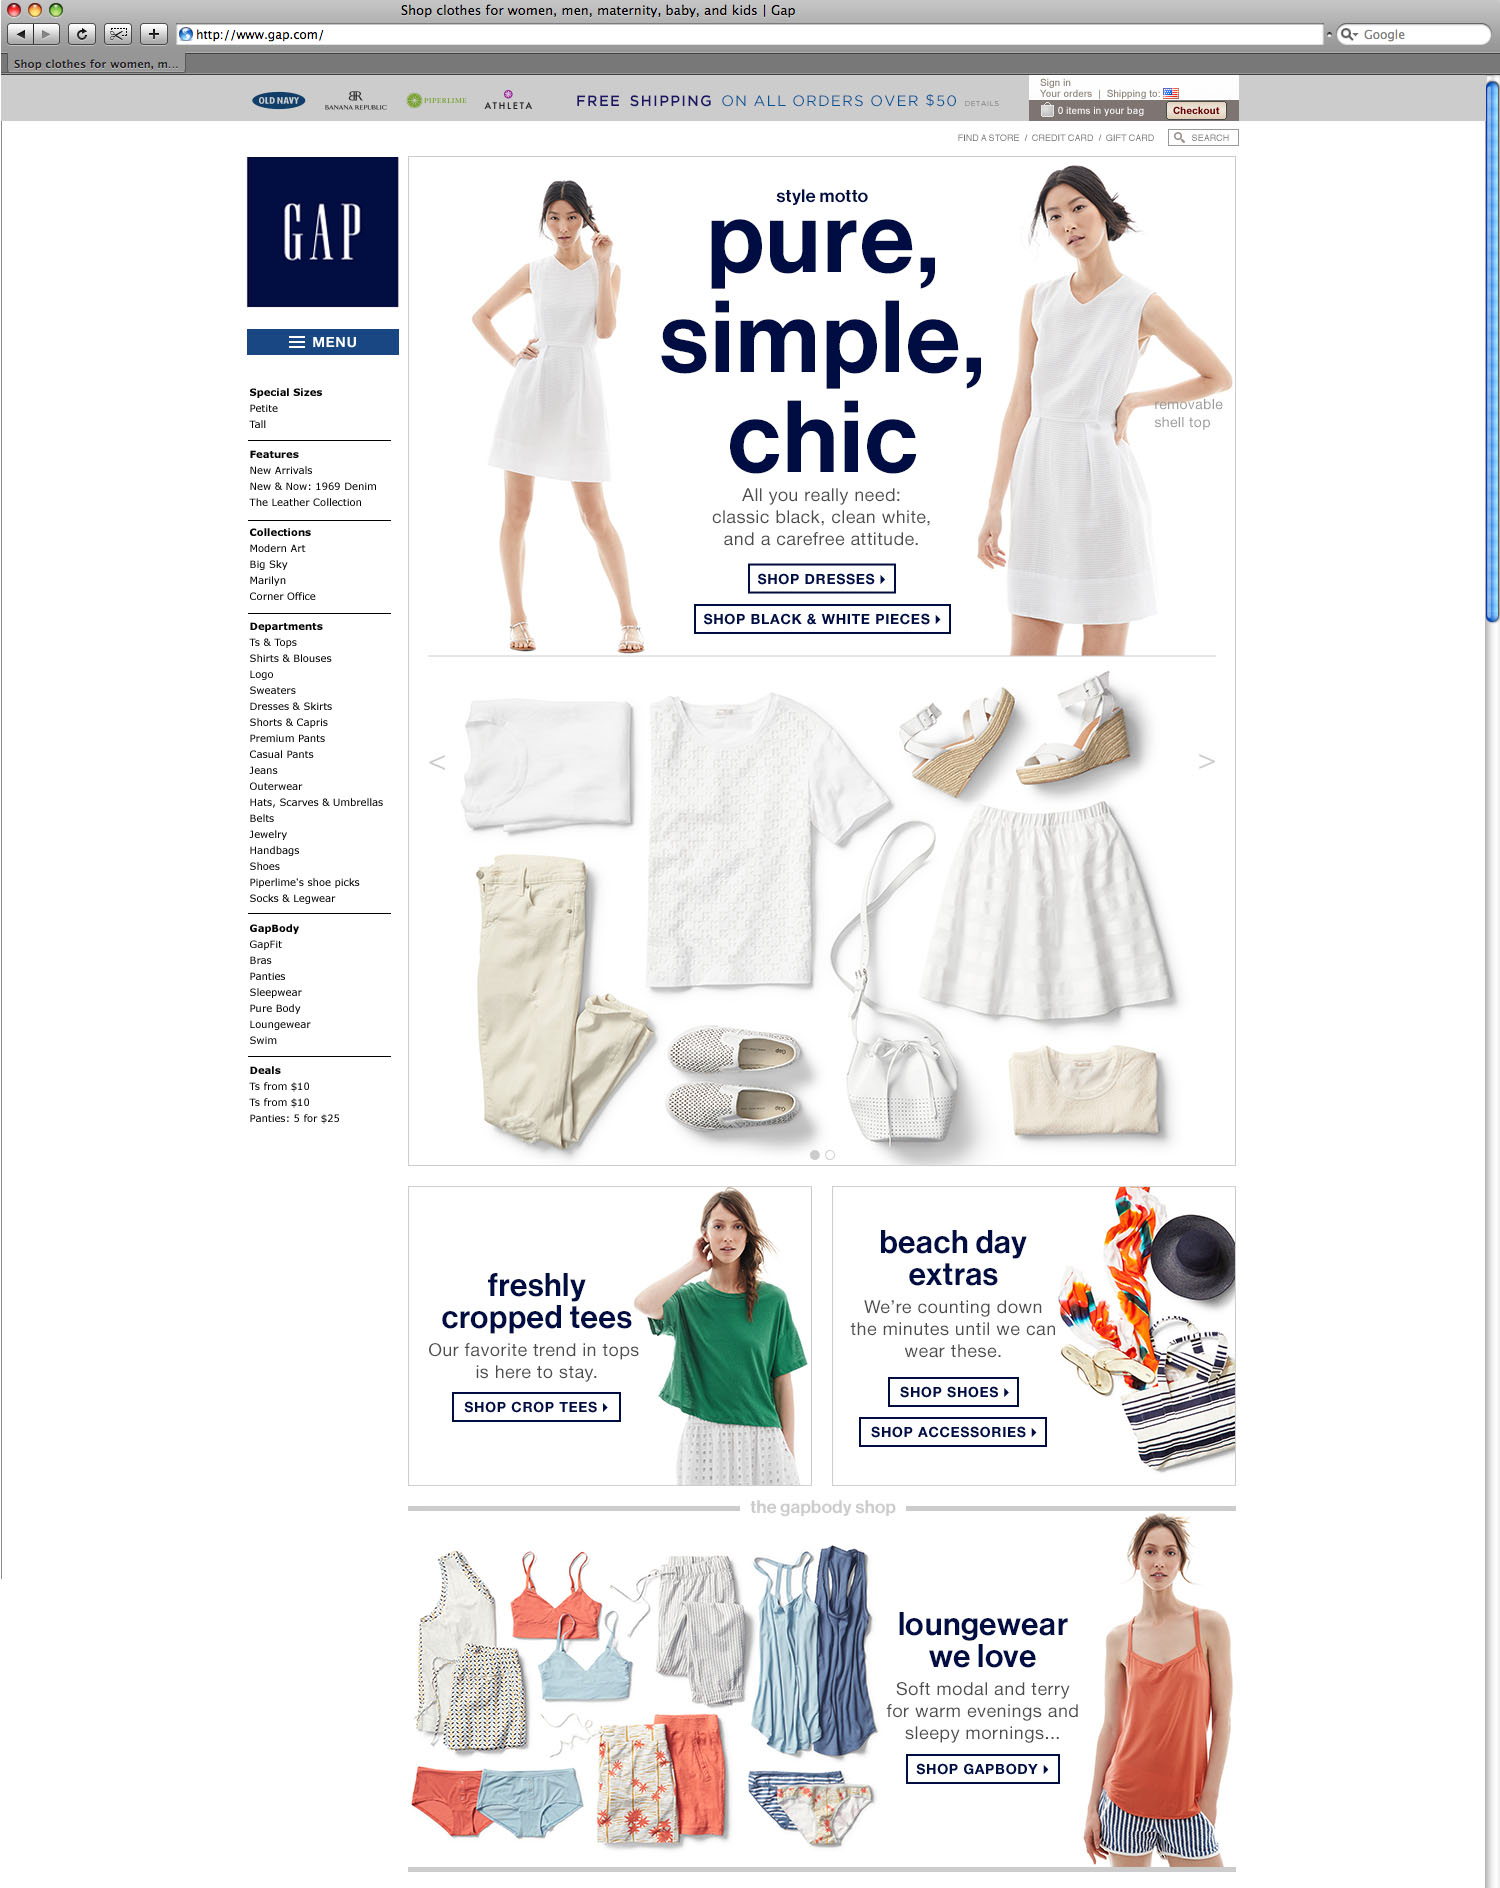 Shop clothes for women, men, maternity, baby, and kids | Gap
http://www.gap.com/
Google
Shop clothes for women, m...
OLD NAVY
BR
BANANA REPUBLIC
PIPERLIME
ATHLETA
FREE SHIPPING ON ALL ORDERS OVER $50 DETAILS
Sign in
Your orders | Shipping to:
0 items in your bag
Checkout
FIND A STORE / CREDIT CARD / GIFT CARD
SEARCH
GAP
MENU
Special Sizes
Petite
Tall
Features
New Arrivals
New & Now: 1969 Denim
The Leather Collection
Collections
Modern Art
Big Sky
Marilyn
Corner Office
Departments
Ts & Tops
Shirts & Blouses
Logo
Sweaters
Dresses & Skirts
Shorts & Capris
Premium Pants
Casual Pants
Jeans
Outerwear
Hats, Scarves & Umbrellas
Belts
Jewelry
Handbags
Shoes
Piperlime's shoe picks
Socks & Legwear
GapBody
GapFit
Bras
Panties
Sleepwear
Pure Body
Loungewear
Swim
Deals
Ts from $10
Ts from $10
Panties: 5 for $25
style motto
pure,
simple,
chic
All you really need:
classic black, clean white,
and a carefree attitude.
SHOP DRESSES
SHOP BLACK & WHITE PIECES
removable
shell top
<
>
Gap
Gap
freshly
cropped tees
Our favorite trend in tops
is here to stay.
SHOP CROP TEES
beach day
extras
We're counting down
the minutes until we can
wear these.
SHOP SHOES
SHOP ACCESSORIES
the gapbody shop
loungewear
we love
Soft modal and terry
for warm evenings and
sleepy mornings...
SHOP GAPBODY